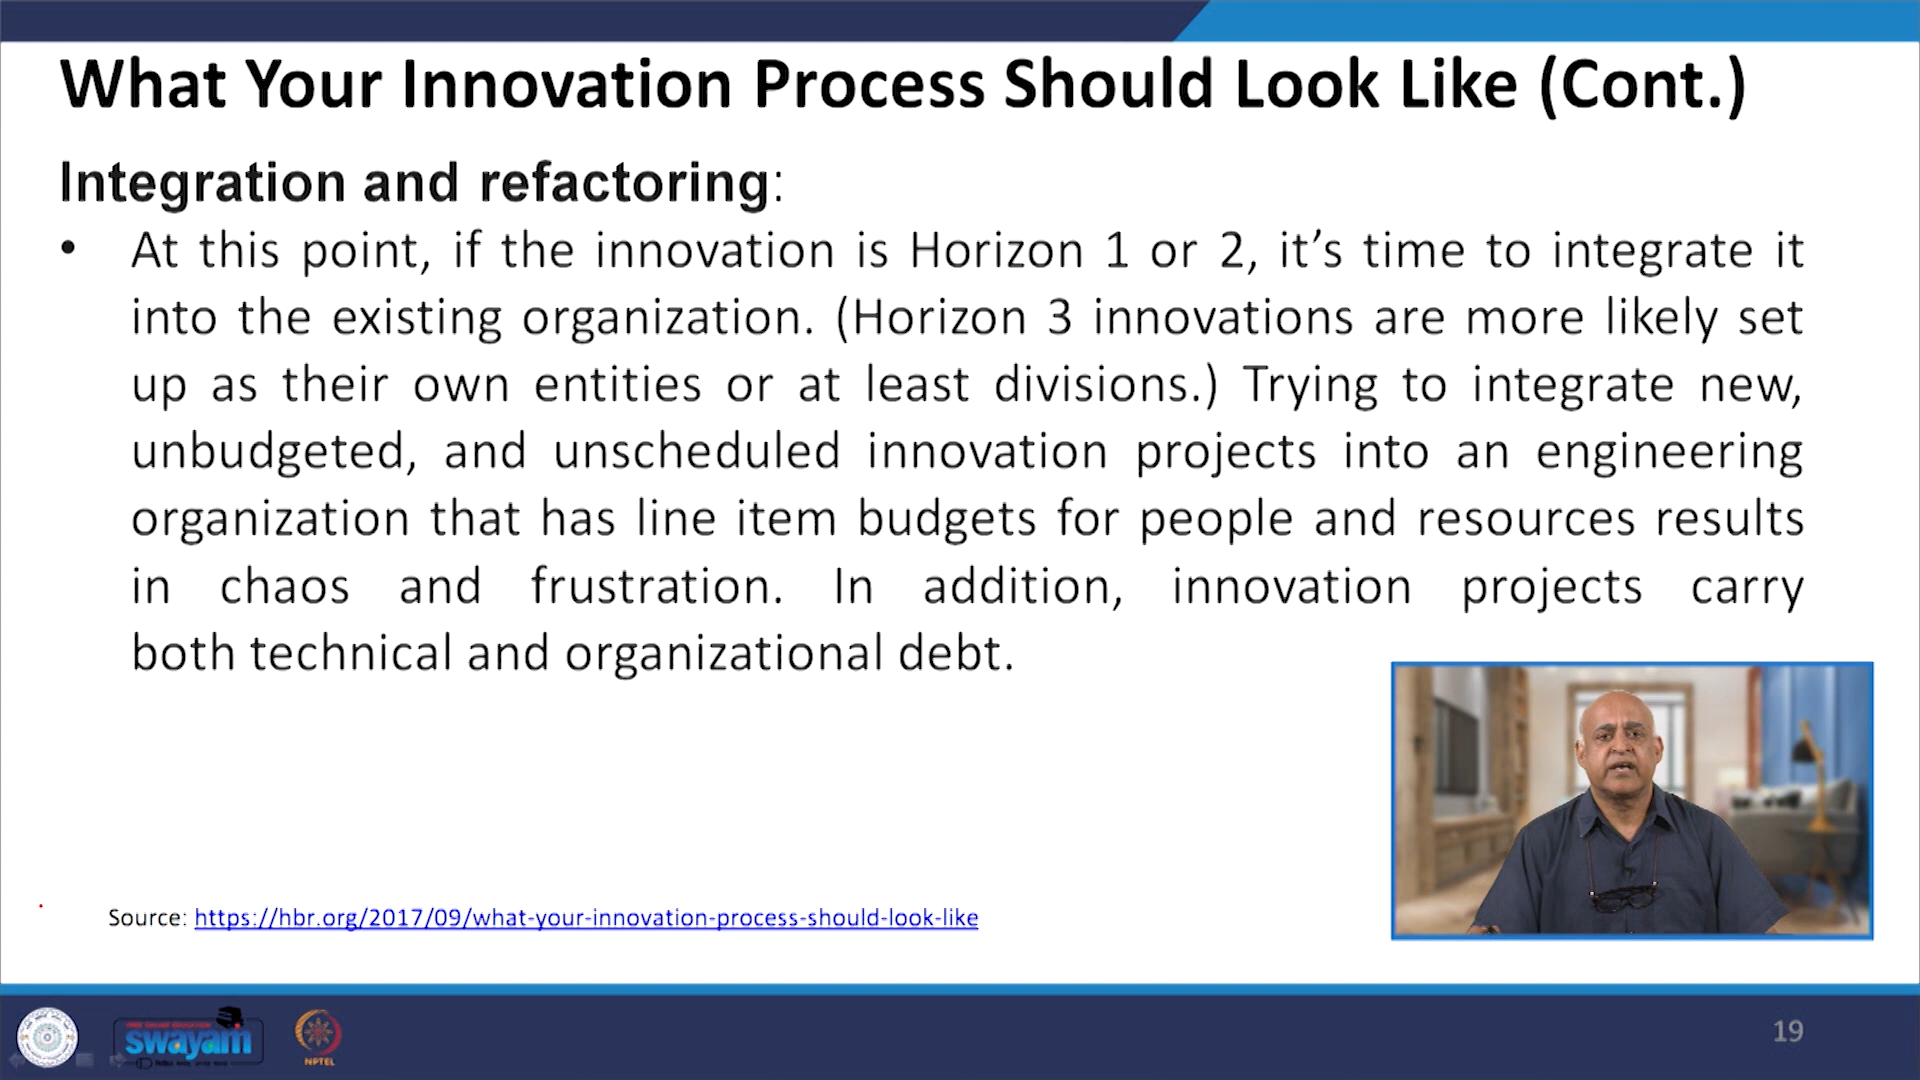 What Your Innovation Process Should Look Like (Cont.)
Integration and refactoring:
• At this point, if the innovation is Horizon 1 or 2, it’s time to integrate it
into the existing organization. (Horizon 3 innovations are more likely set
up as their own entities or at least divisions.) Trying to integrate new,
unbudgeted, and unscheduled innovation projects into an engineering
organization that has line item budgets for people and resources results
in chaos and frustration. In addition, innovation projects carry
both technical and organizational debt.
Source: https://hbr.org/2017/09/what-your-innovation-process-should-look-like
FREE ONLINE EDUCATION
swayam
NPTEL
19